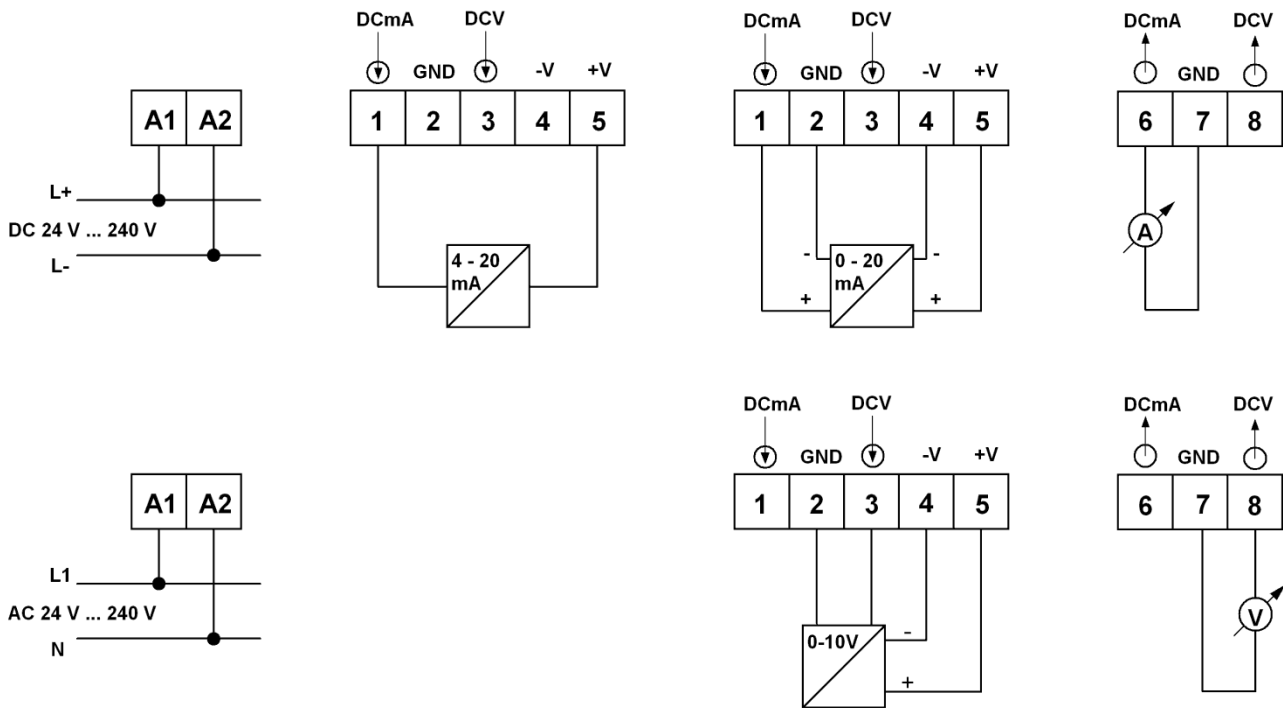 DCmA DCV
GND -V +V
1 2 3 4 5
DCmA DCV
GND -V +V
1 2 3 4 5
DCmA DCV
GND
6 7 8
A1 A2
L+
DC 24 V ... 240 V
L-
4 - 20
mA
- 0 - 20 -
mA
+ +
A
DCmA DCV
GND -V +V
1 2 3 4 5
DCmA DCV
GND
6 7 8
A1 A2
L1
AC 24 V ... 240 V
N
0-10V -
+
V